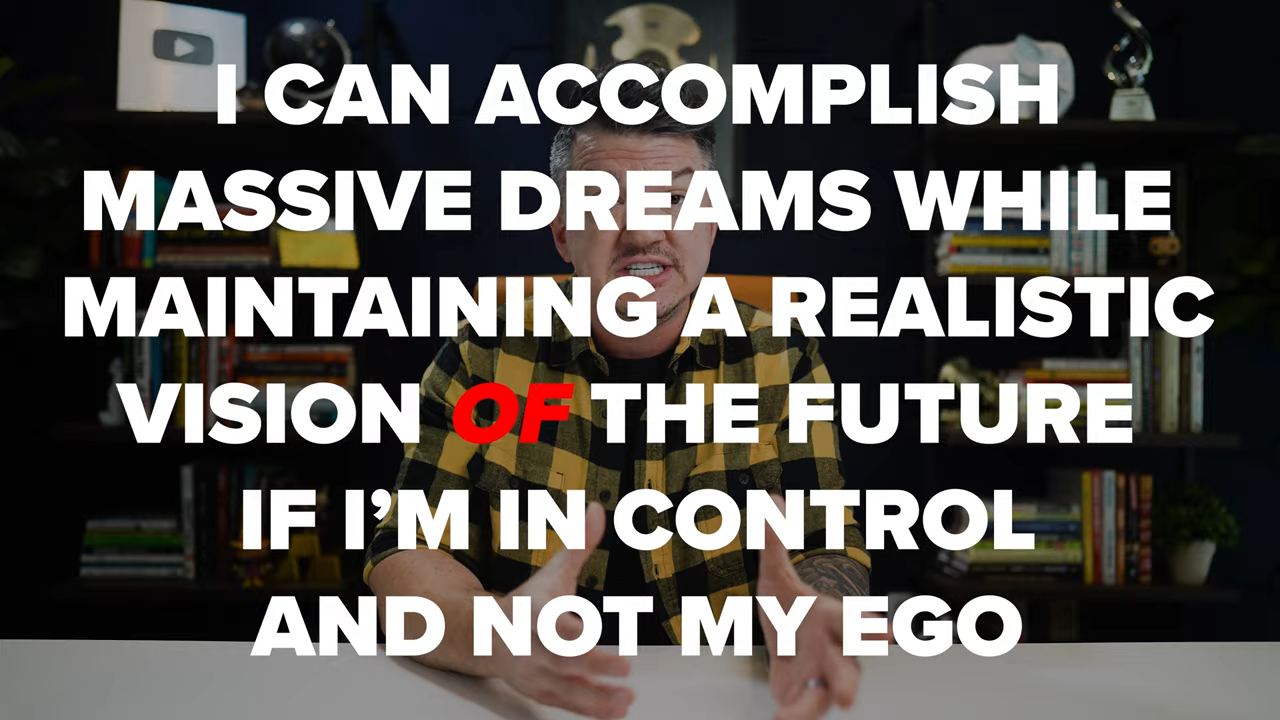 I CAN ACCOMPLISH
MASSIVE DREAMS WHILE
MAINTAINING A REALISTIC
VISION OF THE FUTURE
IF I’M IN CONTROL
AND NOT MY EGO